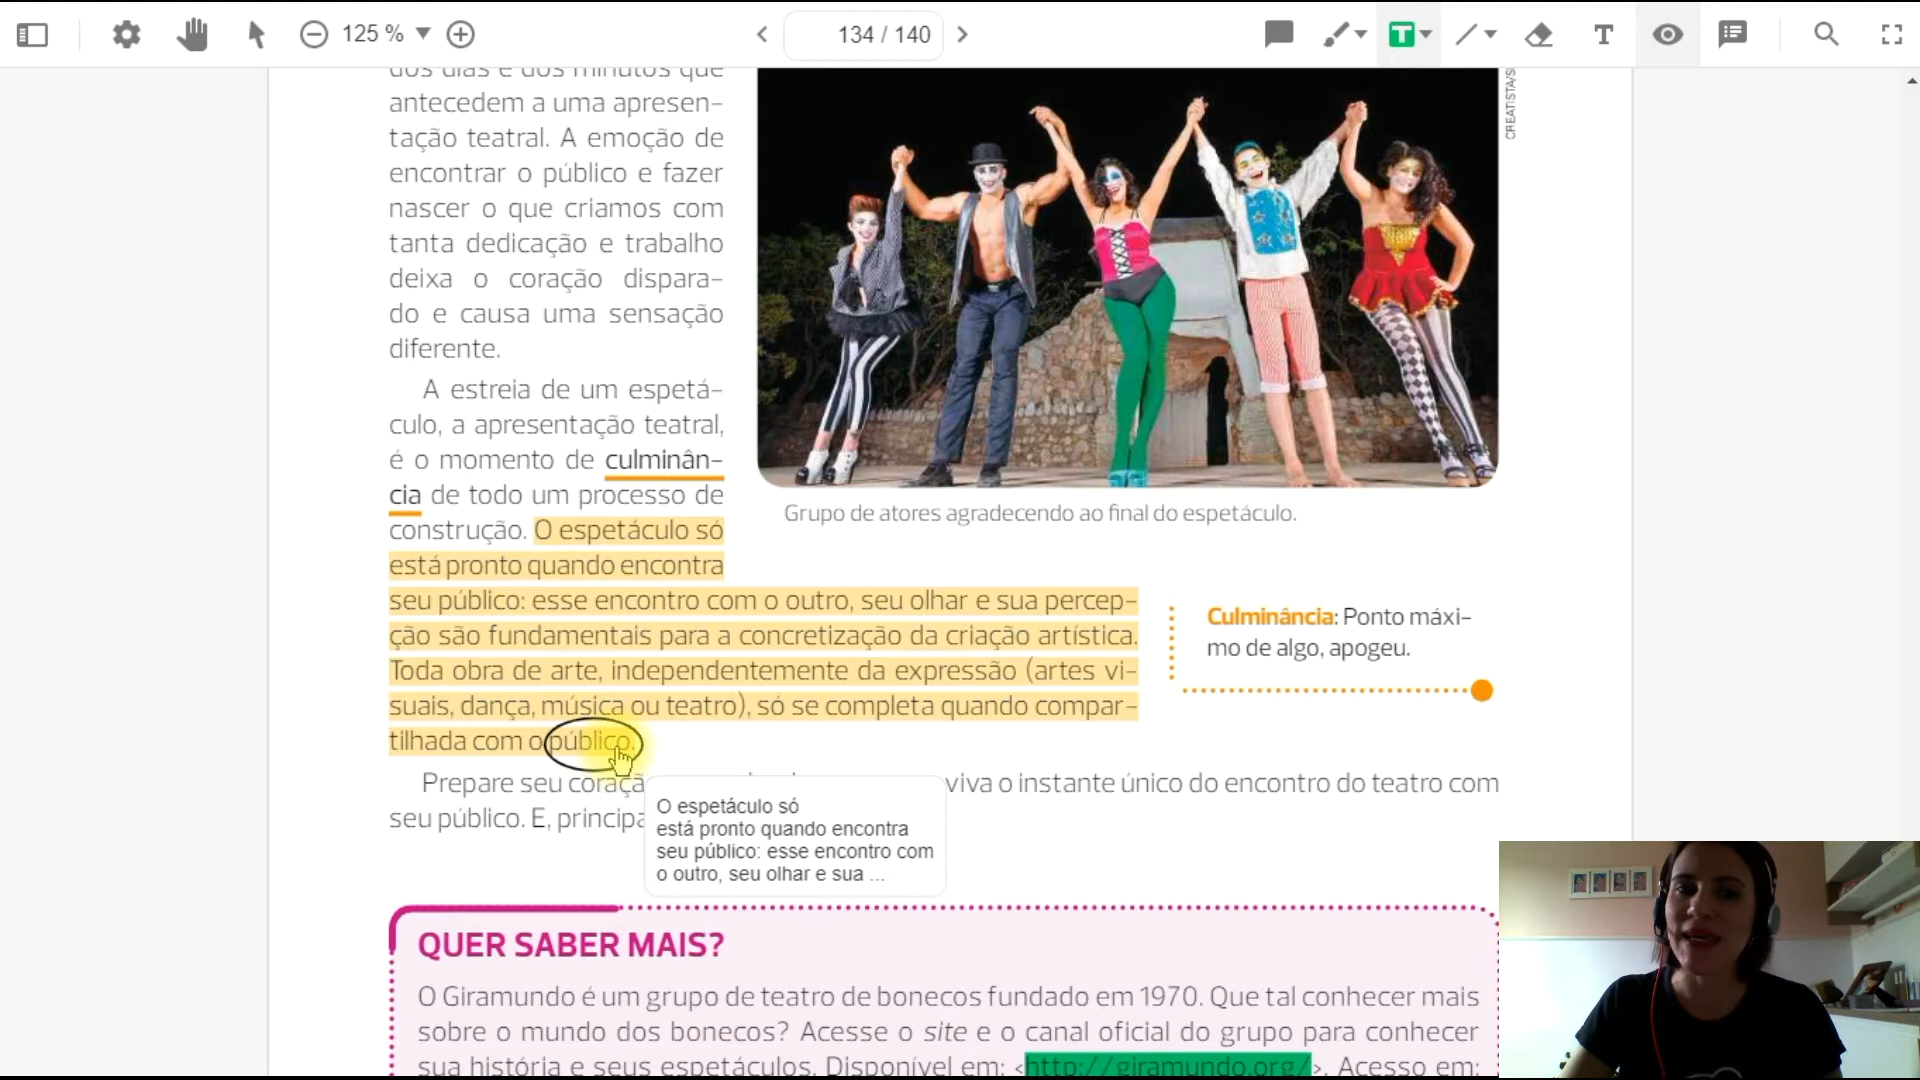 125 %
134 / 140
dos dias e dos minutos que
antecedem a uma apresen-
tação teatral. A emoção de
encontrar o público e fazer
nascer o que criamos com
tanta dedicação e trabalho
deixa o coração dispara-
do e causa uma sensação
diferente.
A estreia de um espetá-
culo, a apresentação teatral,
é o momento de culminân-
cia de todo um processo de
construção. O espetáculo só
está pronto quando encontra
seu público: esse encontro com o outro, seu olhar e sua percep-
ção são fundamentais para a concretização da criação artística.
Toda obra de arte, independentemente da expressão (artes vi-
suais, dança, música ou teatro), só se completa quando compar-
tilhada com o público.
CREATISTA/S
Grupo de atores agradecendo ao final do espetáculo.
Culminância: Ponto máxi-
mo de algo, apogeu.
Prepare seu viva o instante único do encontro do teatro com
seu público. E,
O espetáculo só
está pronto quando encontra
seu público: esse encontro com
o outro, seu olhar e sua ...
QUER SABER MAIS?
O Giramundo é um grupo de teatro de bonecos fundado em 1970. Que tal conhecer mais
sobre o mundo dos bonecos? Acesse o site e o canal oficial do grupo para conhecer
sua história e seus espetáculos. Disponível em: <http://giramundo.org/>. Acesso em: